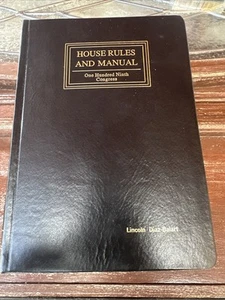 HOUSE RULES
AND MANUAL
One Hundred Ninth
Congress
Lincoln Diaz-Balart